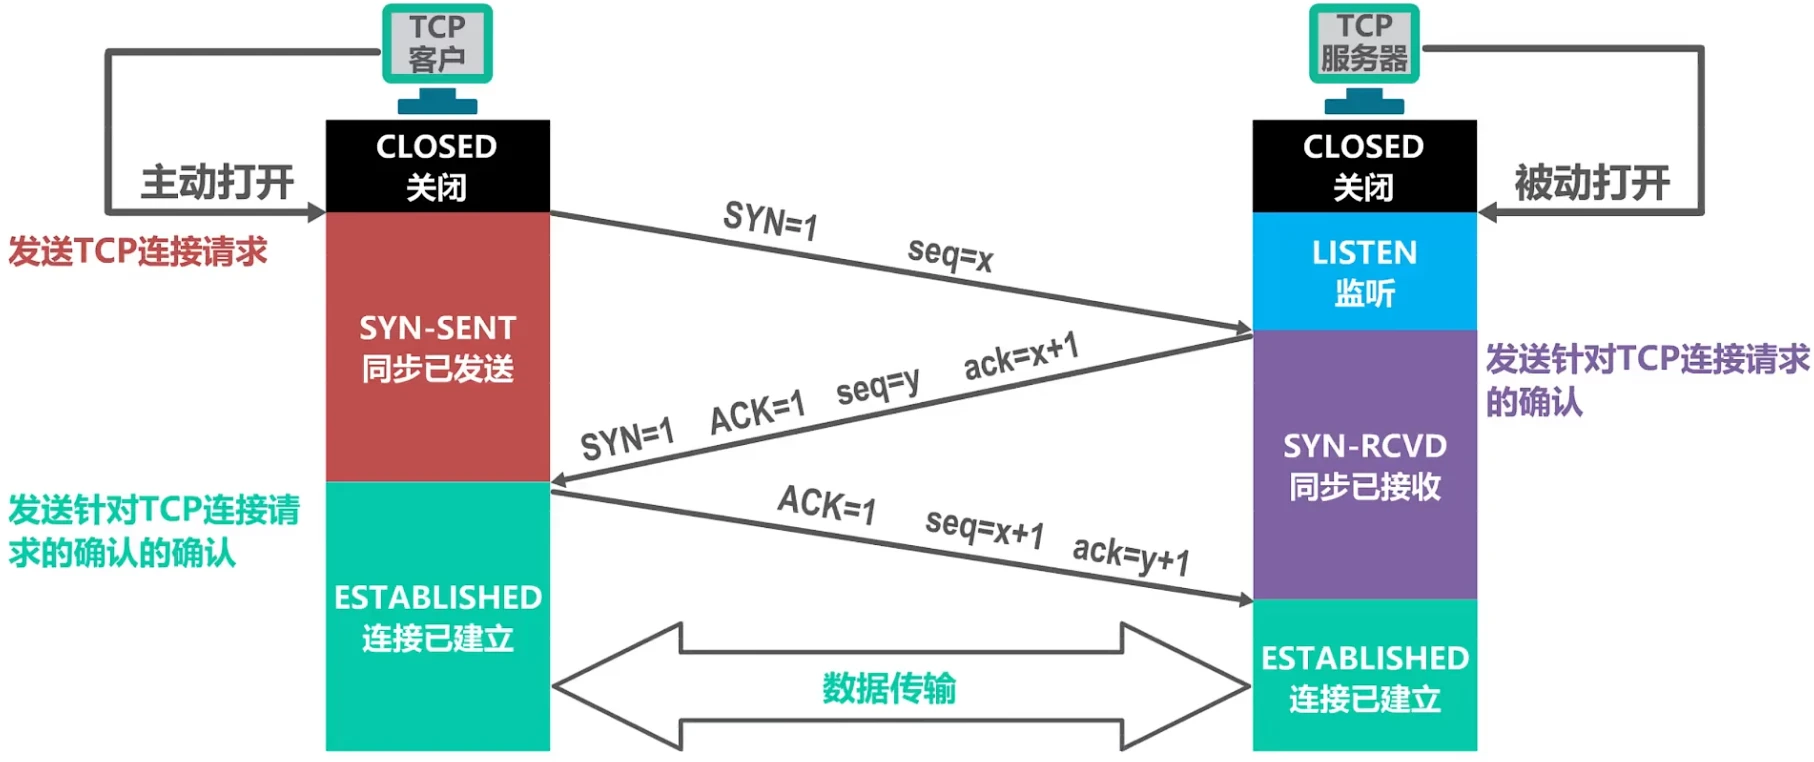 TCP
客户
TCP
服务器
CLOSED
关闭
CLOSED
关闭
主动打开
被动打开
发送TCP连接请求
SYN=1 seq=x
LISTEN
监听
SYN-SENT
同步已发送
SYN=1 ACK=1 seq=y ack=x+1
发送针对TCP连接请求
的确认
SYN-RCVD
同步已接收
发送针对TCP连接请
求的确认的确认
ACK=1 seq=x+1 ack=y+1
ESTABLISHED
连接已建立
数据传输
ESTABLISHED
连接已建立